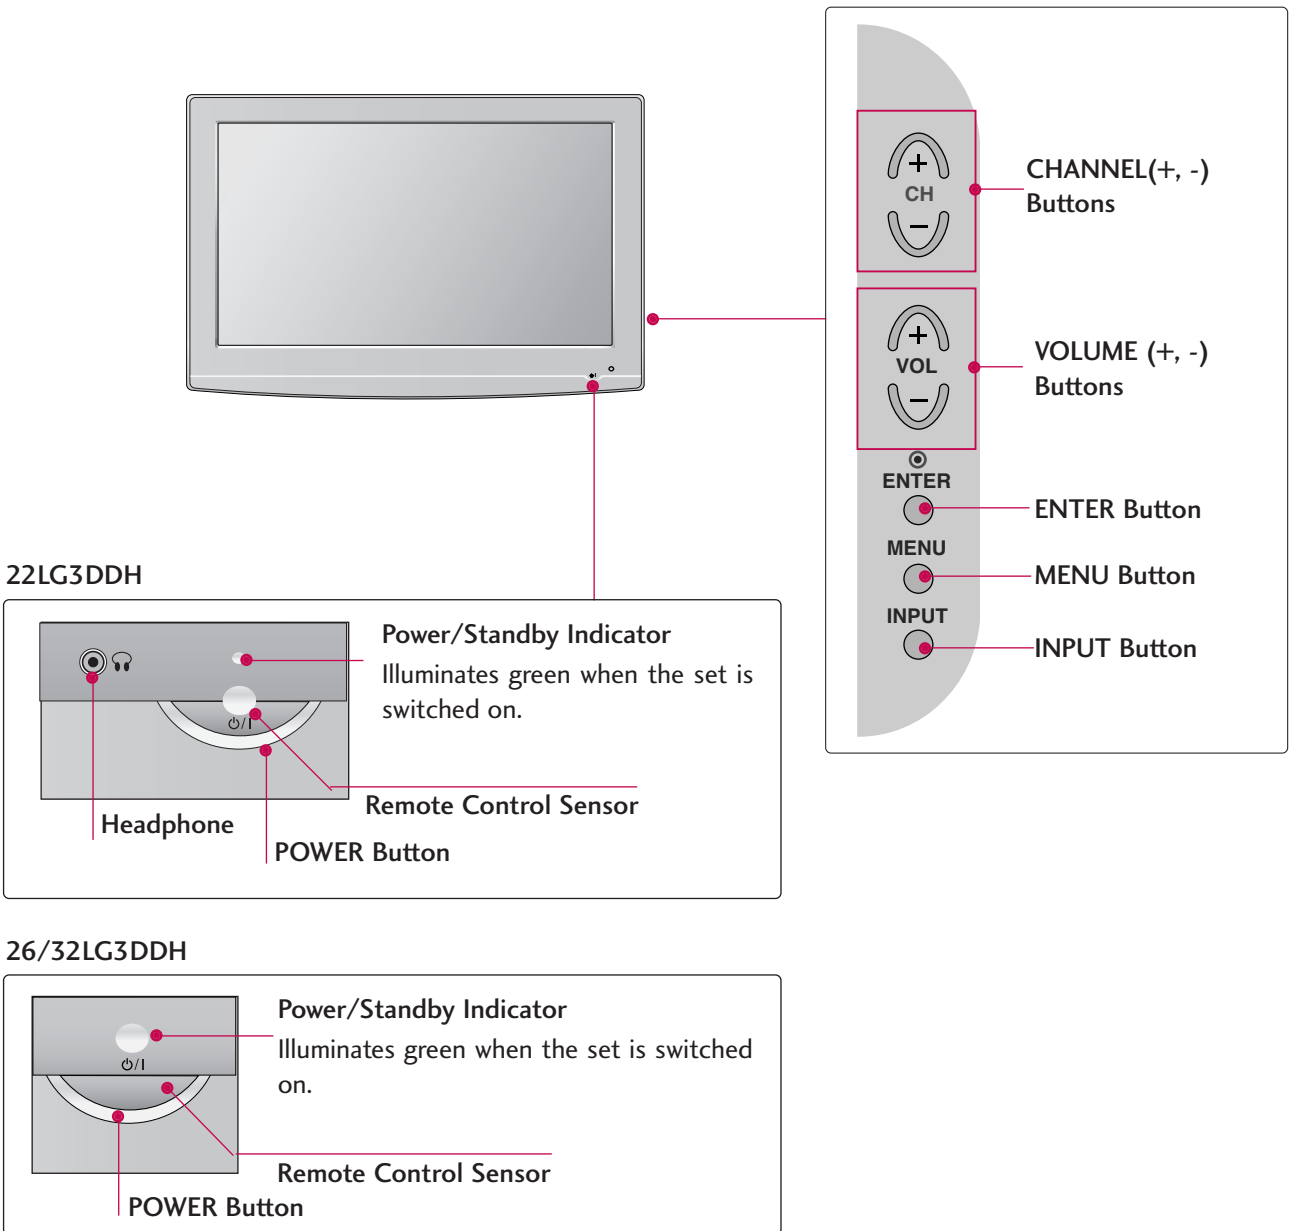 CH
CHANNEL(+, -)
Buttons
VOL
VOLUME (+, -)
Buttons
ENTER
ENTER Button
MENU
MENU Button
INPUT
INPUT Button
22LG3DDH
Power/Standby Indicator
Illuminates green when the set is
switched on.
⏻/I
Remote Control Sensor
Headphone
POWER Button
26/32LG3DDH
Power/Standby Indicator
Illuminates green when the set is switched
on.
⏻/I
Remote Control Sensor
POWER Button